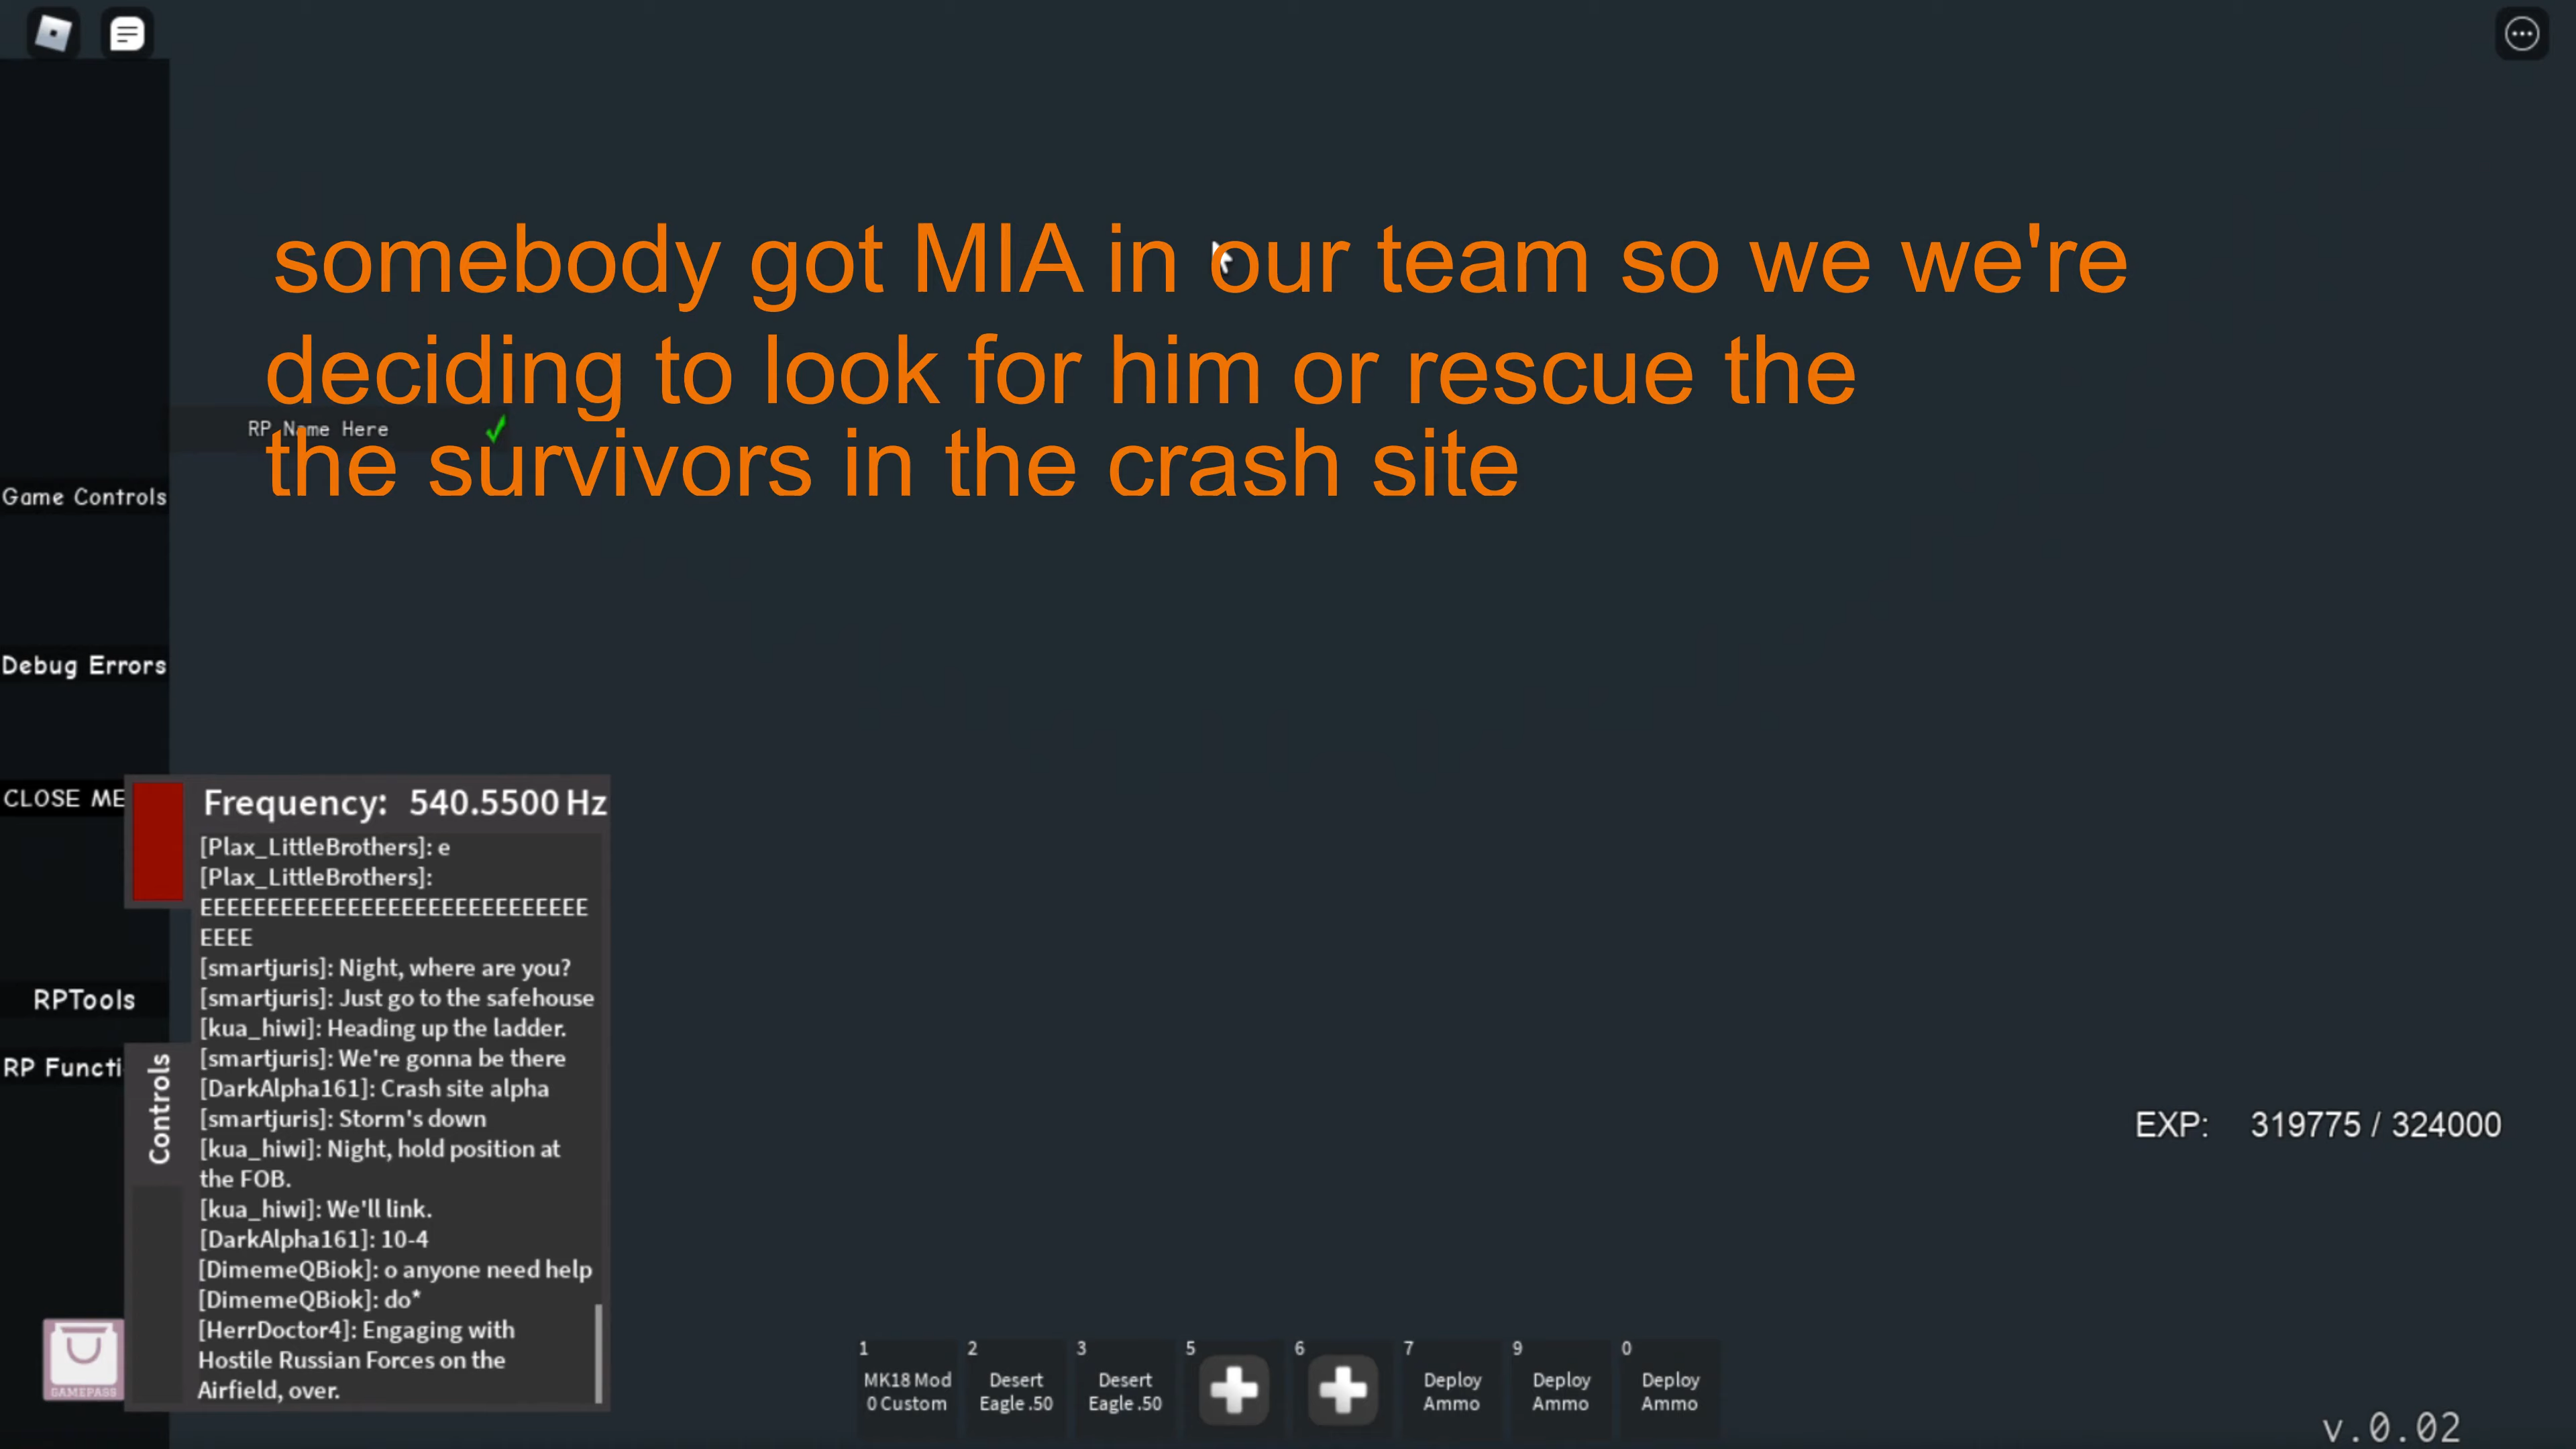 somebody got MIA in our team so we we're
deciding to look for him or rescue the
the survivors in the crash site
RP Name Here
Game Controls
Debug Errors
CLOSE ME
RPTools
RP Functi
Frequency: 540.5500 Hz
[Plax_LittleBrothers]: e
[Plax_LittleBrothers]:
EEEEEEEEEEEEEEEEEEEEEEEEEEEEE
EEEE
[smartjuris]: Night, where are you?
[smartjuris]: Just go to the safehouse
[kua_hiwi]: Heading up the ladder.
[smartjuris]: We're gonna be there
[DarkAlpha161]: Crash site alpha
[smartjuris]: Storm's down
[kua_hiwi]: Night, hold position at
the FOB.
[kua_hiwi]: We'll link.
[DarkAlpha161]: 10-4
[DimemeQBiok]: o anyone need help
[DimemeQBiok]: do*
[HerrDoctor4]: Engaging with
Hostile Russian Forces on the
Airfield, over.
Controls
GAMEPASS
EXP: 319775 / 324000
1
MK18 Mod
0 Custom
2
Desert
Eagle .50
3
Desert
Eagle .50
5
6
7
Deploy
Ammo
9
Deploy
Ammo
0
Deploy
Ammo
v.0.02